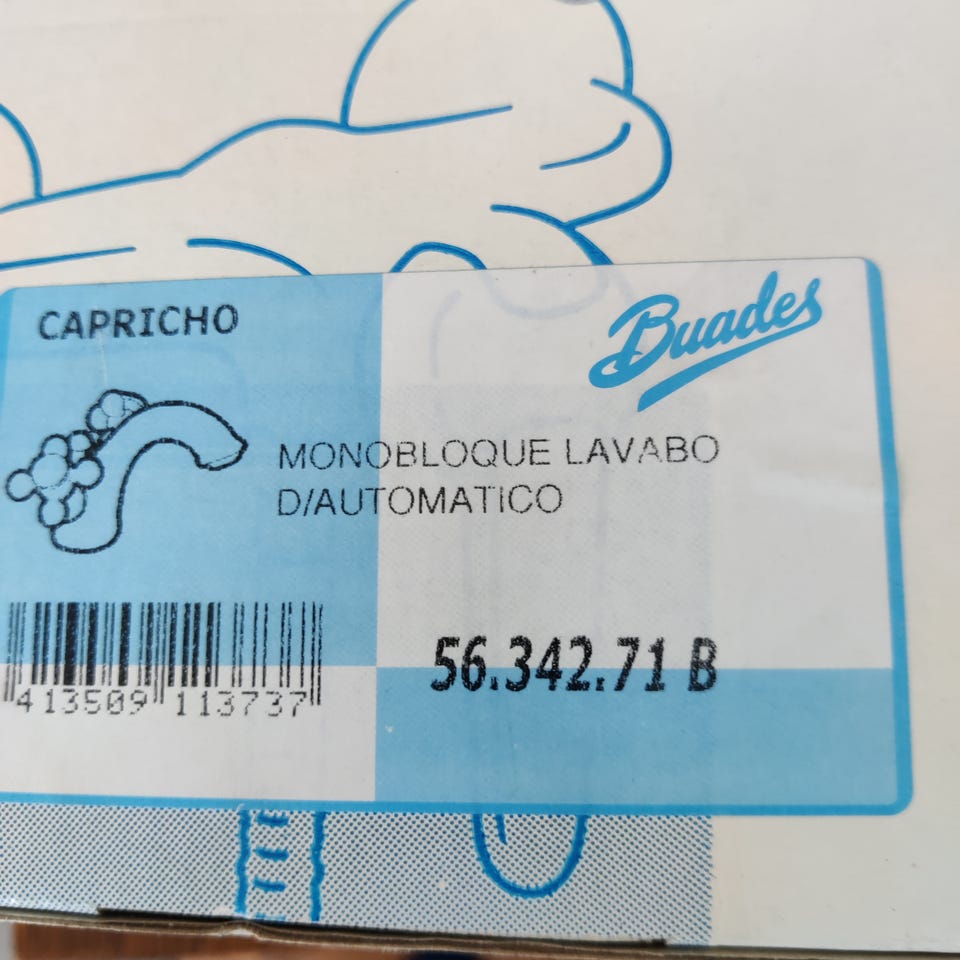 CAPRICHO
Buades
MONOBLOQUE LAVABO
D/AUTOMATICO
56.342.71 B
413509 113737